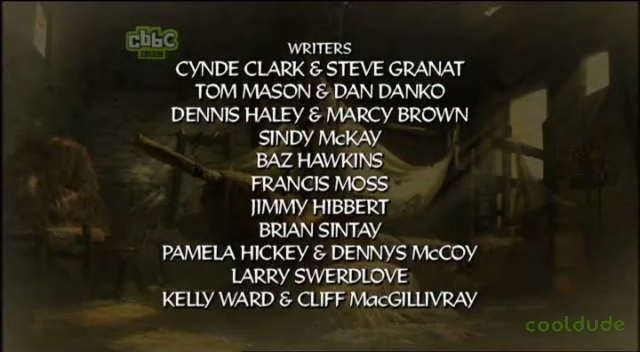 cbbc
BBC
WRITERS
CYNDE CLARK & STEVE GRANAT
TOM MASON & DAN DANKO
DENNIS HALEY & MARCY BROWN
SINDY McKAY
BAZ HAWKINS
FRANCIS MOSS
JIMMY HIBBERT
BRIAN SINTAY
PAMELA HICKEY & DENNYS McCOY
LARRY SWERDLOVE
KELLY WARD & CLIFF MacGILLIVRAY
cooldude